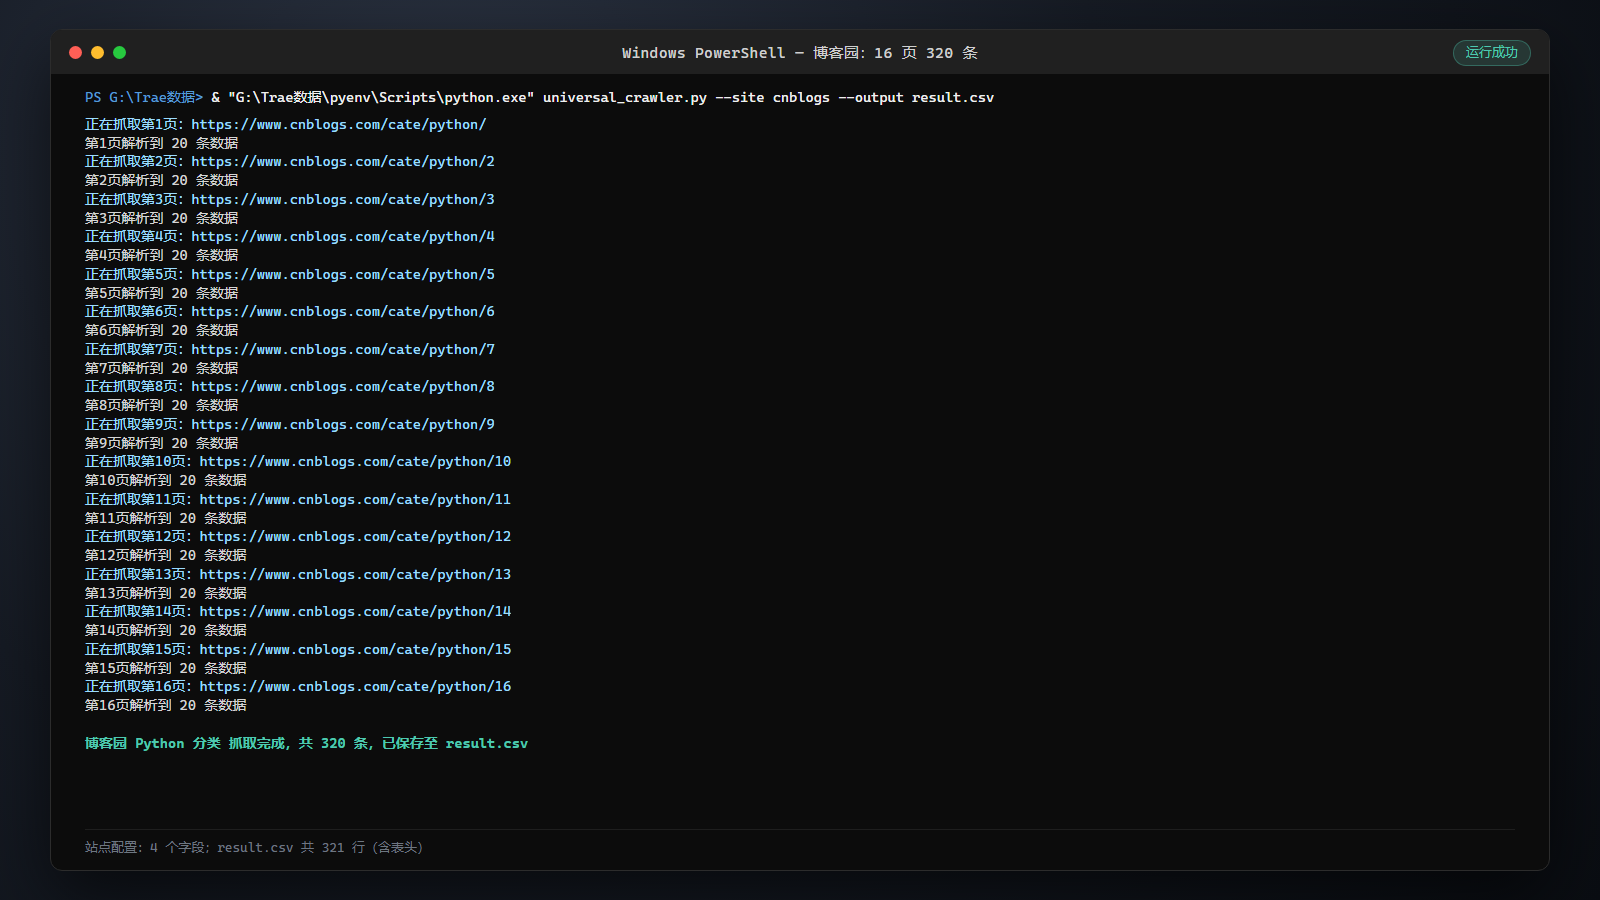 Windows PowerShell — 博客园：16 页 320 条
运行成功
PS G:\Trae数据> & "G:\Trae数据\pyenv\Scripts\python.exe" universal_crawler.py --site cnblogs --output result.csv
正在抓取第1页：https://www.cnblogs.com/cate/python/
第1页解析到 20 条数据
正在抓取第2页：https://www.cnblogs.com/cate/python/2
第2页解析到 20 条数据
正在抓取第3页：https://www.cnblogs.com/cate/python/3
第3页解析到 20 条数据
正在抓取第4页：https://www.cnblogs.com/cate/python/4
第4页解析到 20 条数据
正在抓取第5页：https://www.cnblogs.com/cate/python/5
第5页解析到 20 条数据
正在抓取第6页：https://www.cnblogs.com/cate/python/6
第6页解析到 20 条数据
正在抓取第7页：https://www.cnblogs.com/cate/python/7
第7页解析到 20 条数据
正在抓取第8页：https://www.cnblogs.com/cate/python/8
第8页解析到 20 条数据
正在抓取第9页：https://www.cnblogs.com/cate/python/9
第9页解析到 20 条数据
正在抓取第10页：https://www.cnblogs.com/cate/python/10
第10页解析到 20 条数据
正在抓取第11页：https://www.cnblogs.com/cate/python/11
第11页解析到 20 条数据
正在抓取第12页：https://www.cnblogs.com/cate/python/12
第12页解析到 20 条数据
正在抓取第13页：https://www.cnblogs.com/cate/python/13
第13页解析到 20 条数据
正在抓取第14页：https://www.cnblogs.com/cate/python/14
第14页解析到 20 条数据
正在抓取第15页：https://www.cnblogs.com/cate/python/15
第15页解析到 20 条数据
正在抓取第16页：https://www.cnblogs.com/cate/python/16
第16页解析到 20 条数据
博客园 Python 分类 抓取完成，共 320 条，已保存至 result.csv
站点配置：4 个字段；result.csv 共 321 行（含表头）